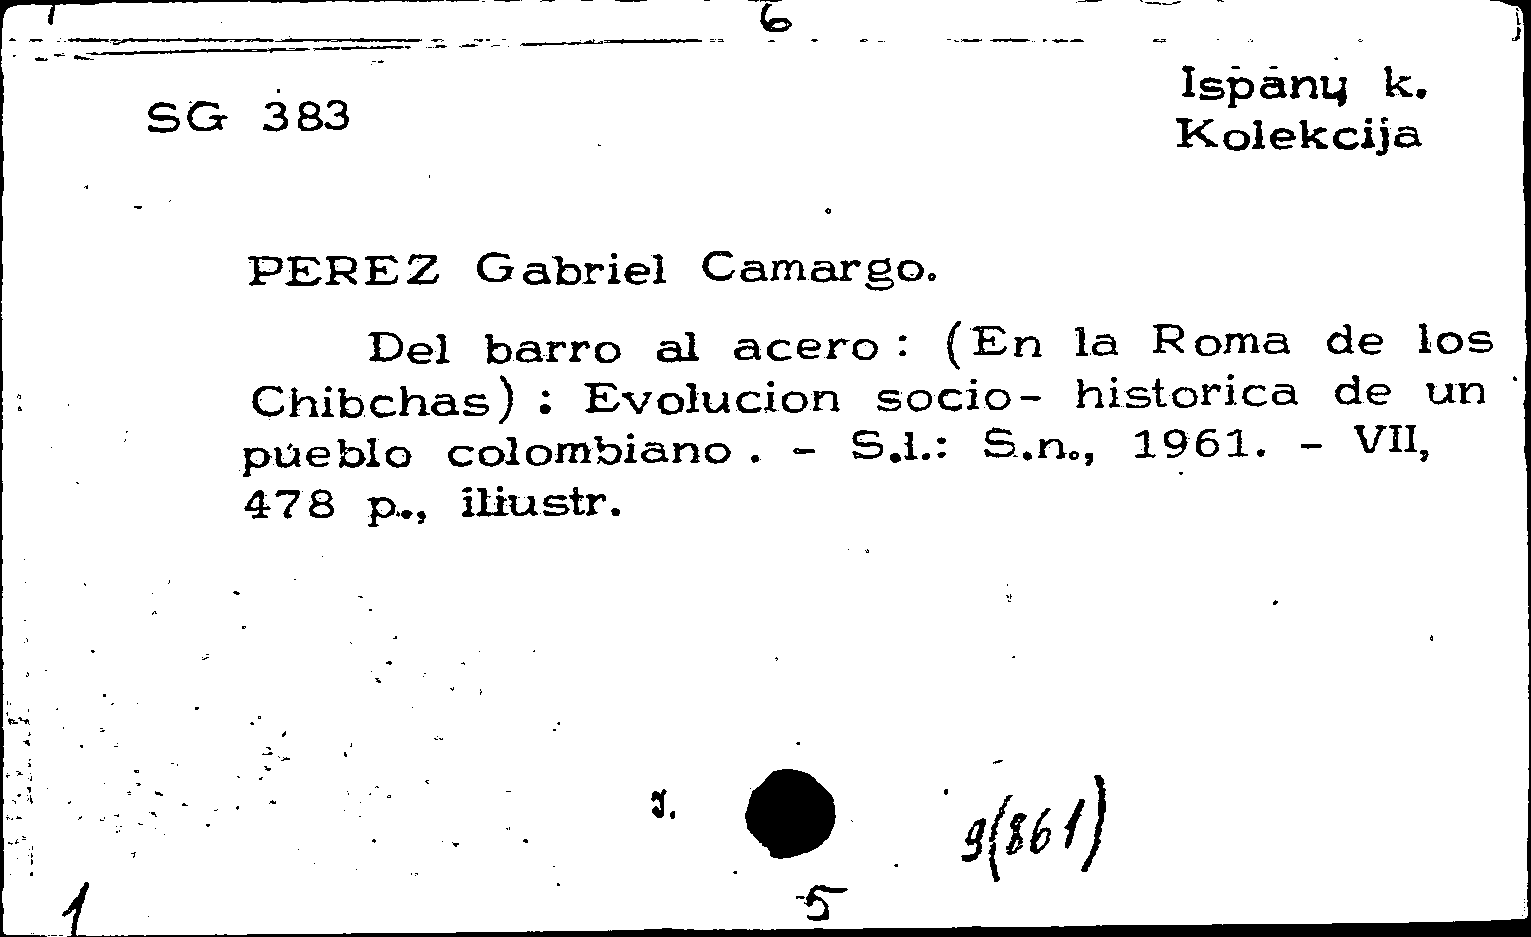 6
SG 383
Ispanų k.
Kolekcija
PEREZ Gabriel Camargo.
Del barro al acero : (En la Roma de los
Chibchas) : Evolucion socio- historica de un
pueblo colombiano . - S.l.: S.n., 1961. - VII,
478 p., iliustr.
9(861)
1
5